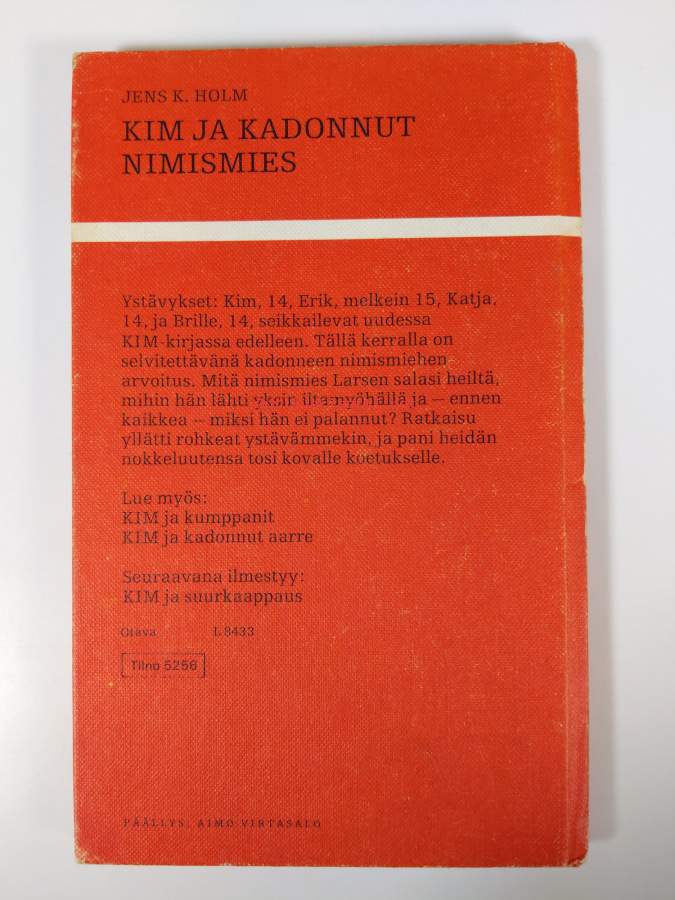 JENS K. HOLM
KIM JA KADONNUT
NIMISMIES
Ystävykset: Kim, 14, Erik, melkein 15, Katja,
14, ja Brille, 14, seikkailevat uudessa
KIM-kirjassa edelleen. Tällä kerralla on
selvitettävänä kadonneen nimismiehen
arvoitus. Mitä nimismies Larsen salasi heiltä,
mihin hän lähti yksin iltamyöhällä ja — ennen
kaikkea — miksi hän ei palannut? Ratkaisu
yllätti rohkeat ystävämmekin, ja pani heidän
nokkeluutensa tosi kovalle koetukselle.
Lue myös:
KIM ja kumppanit
KIM ja kadonnut aarre
Seuraavana ilmestyy:
KIM ja suurkaappaus
Otava L 8433
Tilno 5256
PÄÄLLYS: AIMO VIRTASALO